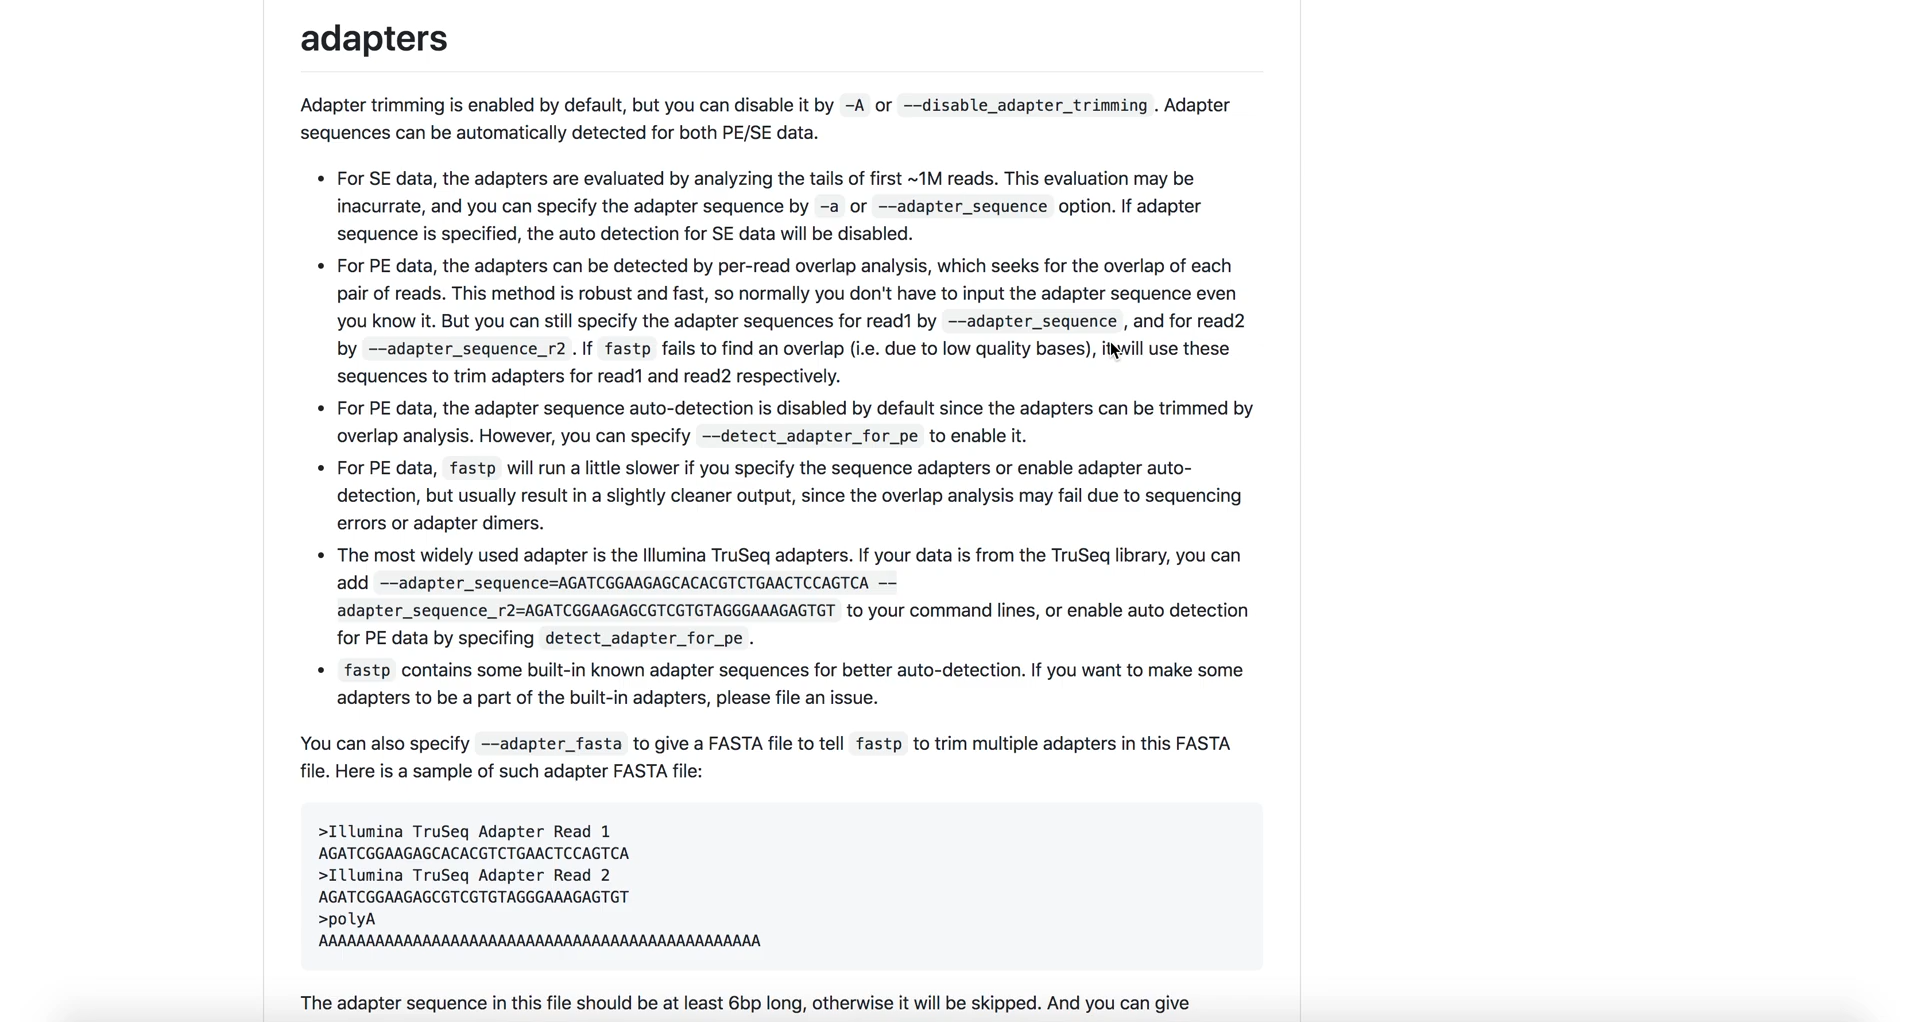 adapters
Adapter trimming is enabled by default, but you can disable it by -A or --disable_adapter_trimming . Adapter
sequences can be automatically detected for both PE/SE data.
• For SE data, the adapters are evaluated by analyzing the tails of first ~1M reads. This evaluation may be
inacurrate, and you can specify the adapter sequence by -a or --adapter_sequence option. If adapter
sequence is specified, the auto detection for SE data will be disabled.
• For PE data, the adapters can be detected by per-read overlap analysis, which seeks for the overlap of each
pair of reads. This method is robust and fast, so normally you don't have to input the adapter sequence even
you know it. But you can still specify the adapter sequences for read1 by --adapter_sequence , and for read2
by --adapter_sequence_r2 . If fastp fails to find an overlap (i.e. due to low quality bases), it will use these
sequences to trim adapters for read1 and read2 respectively.
• For PE data, the adapter sequence auto-detection is disabled by default since the adapters can be trimmed by
overlap analysis. However, you can specify --detect_adapter_for_pe to enable it.
• For PE data, fastp will run a little slower if you specify the sequence adapters or enable adapter auto-
detection, but usually result in a slightly cleaner output, since the overlap analysis may fail due to sequencing
errors or adapter dimers.
• The most widely used adapter is the Illumina TruSeq adapters. If your data is from the TruSeq library, you can
add --adapter_sequence=AGATCGGAAGAGCACACGTCTGAACTCCAGTCA --
adapter_sequence_r2=AGATCGGAAGAGCGTCGTGTAGGGAAAGAGTGT to your command lines, or enable auto detection
for PE data by specifing detect_adapter_for_pe .
• fastp contains some built-in known adapter sequences for better auto-detection. If you want to make some
adapters to be a part of the built-in adapters, please file an issue.
You can also specify --adapter_fasta to give a FASTA file to tell fastp to trim multiple adapters in this FASTA
file. Here is a sample of such adapter FASTA file:
>Illumina TruSeq Adapter Read 1
AGATCGGAAGAGCACACGTCTGAACTCCAGTCA
>Illumina TruSeq Adapter Read 2
AGATCGGAAGAGCGTCGTGTAGGGAAAGAGTGT
>polyA
AAAAAAAAAAAAAAAAAAAAAAAAAAAAAAAAAAAAAAAAAAAAAAA
The adapter sequence in this file should be at least 6bp long, otherwise it will be skipped. And you can give